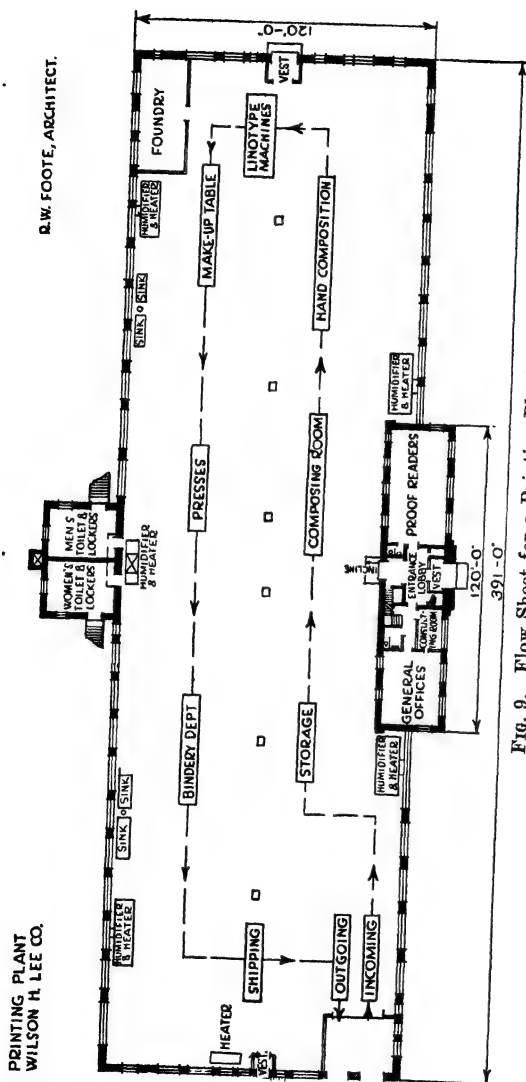 PRINTING PLANT
WILSON H. LEE CO.
R.W. FOOTE, ARCHITECT.
WOMEN'S
TOILET &
LOCKERS
MEN'S
TOILET &
LOCKERS
HUMIDIFIER
& HEATER
HUMIDIFIER
& HEATER
SINK
SINK
SINK
SINK
HUMIDIFIER
& HEATER
FOUNDRY
120'-0"
VEST
BINDERY DEPT
PRESSES
MAKE-UP TABLE
LINOTYPE
MACHINES
SHIPPING
HEATER
VEST
OUTGOING
INCOMING
STORAGE
COMPOSING ROOM
HAND COMPOSITION
HUMIDIFIER
& HEATER
HUMIDIFIER
& HEATER
GENERAL
OFFICES
CONSULT-
ING ROOM
INCLINE
ENTRANCE
LOBBY
VEST
PROOF READERS
120'-0"
391'-0"
FIG. 9. Flow Sheet for a